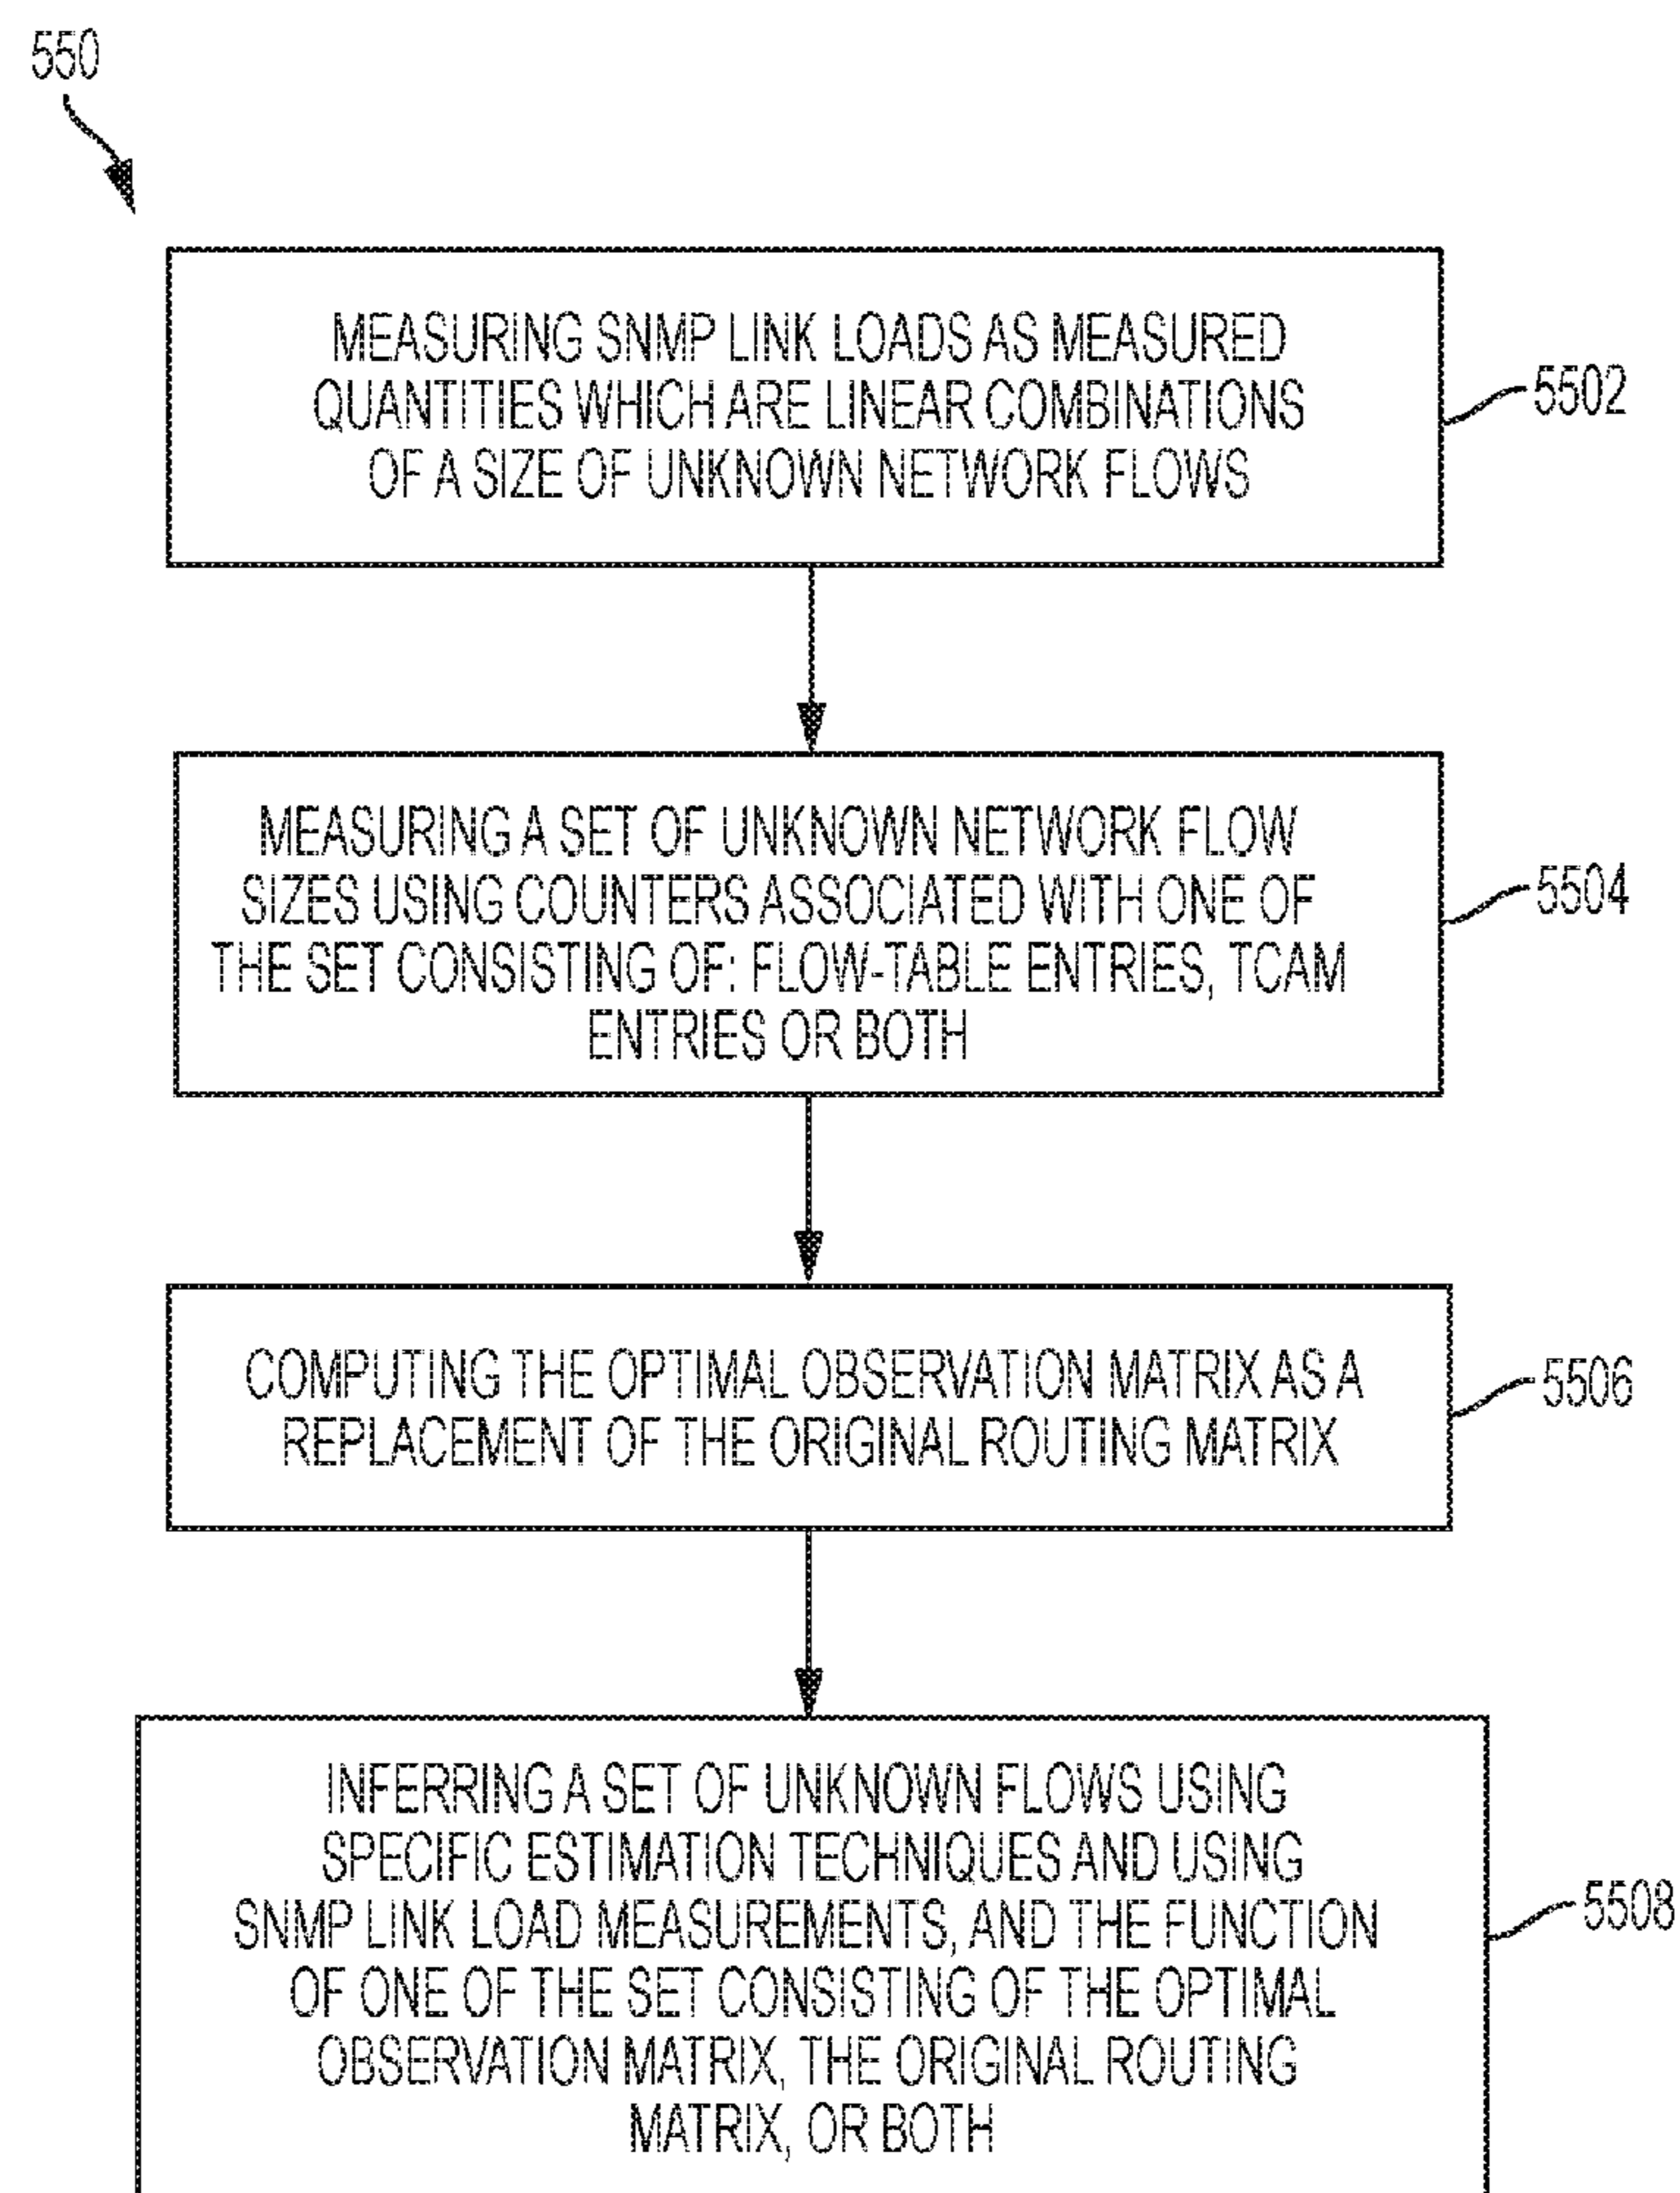 550
MEASURING SNMP LINK LOADS AS MEASURED
QUANTITIES WHICH ARE LINEAR COMBINATIONS
OF A SIZE OF UNKNOWN NETWORK FLOWS
5502
MEASURING A SET OF UNKNOWN NETWORK FLOW
SIZES USING COUNTERS ASSOCIATED WITH ONE OF
THE SET CONSISTING OF: FLOW-TABLE ENTRIES, TCAM
ENTRIES OR BOTH
5504
COMPUTING THE OPTIMAL OBSERVATION MATRIX AS A
REPLACEMENT OF THE ORIGINAL ROUTING MATRIX
5506
INFERRING A SET OF UNKNOWN FLOWS USING
SPECIFIC ESTIMATION TECHNIQUES AND USING
SNMP LINK LOAD MEASUREMENTS, AND THE FUNCTION
OF ONE OF THE SET CONSISTING OF THE OPTIMAL
OBSERVATION MATRIX, THE ORIGINAL ROUTING
MATRIX, OR BOTH
5508